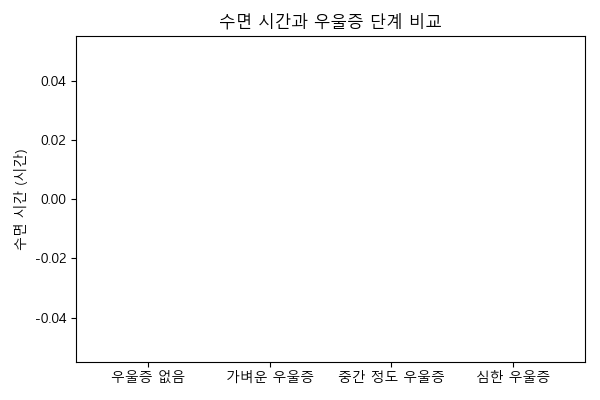 수면 시간과 우울증 단계 비교
0.04
0.02
0.00
-0.02
-0.04
수면 시간 (시간)
우울증 없음 가벼운 우울증 중간 정도 우울증 심한 우울증